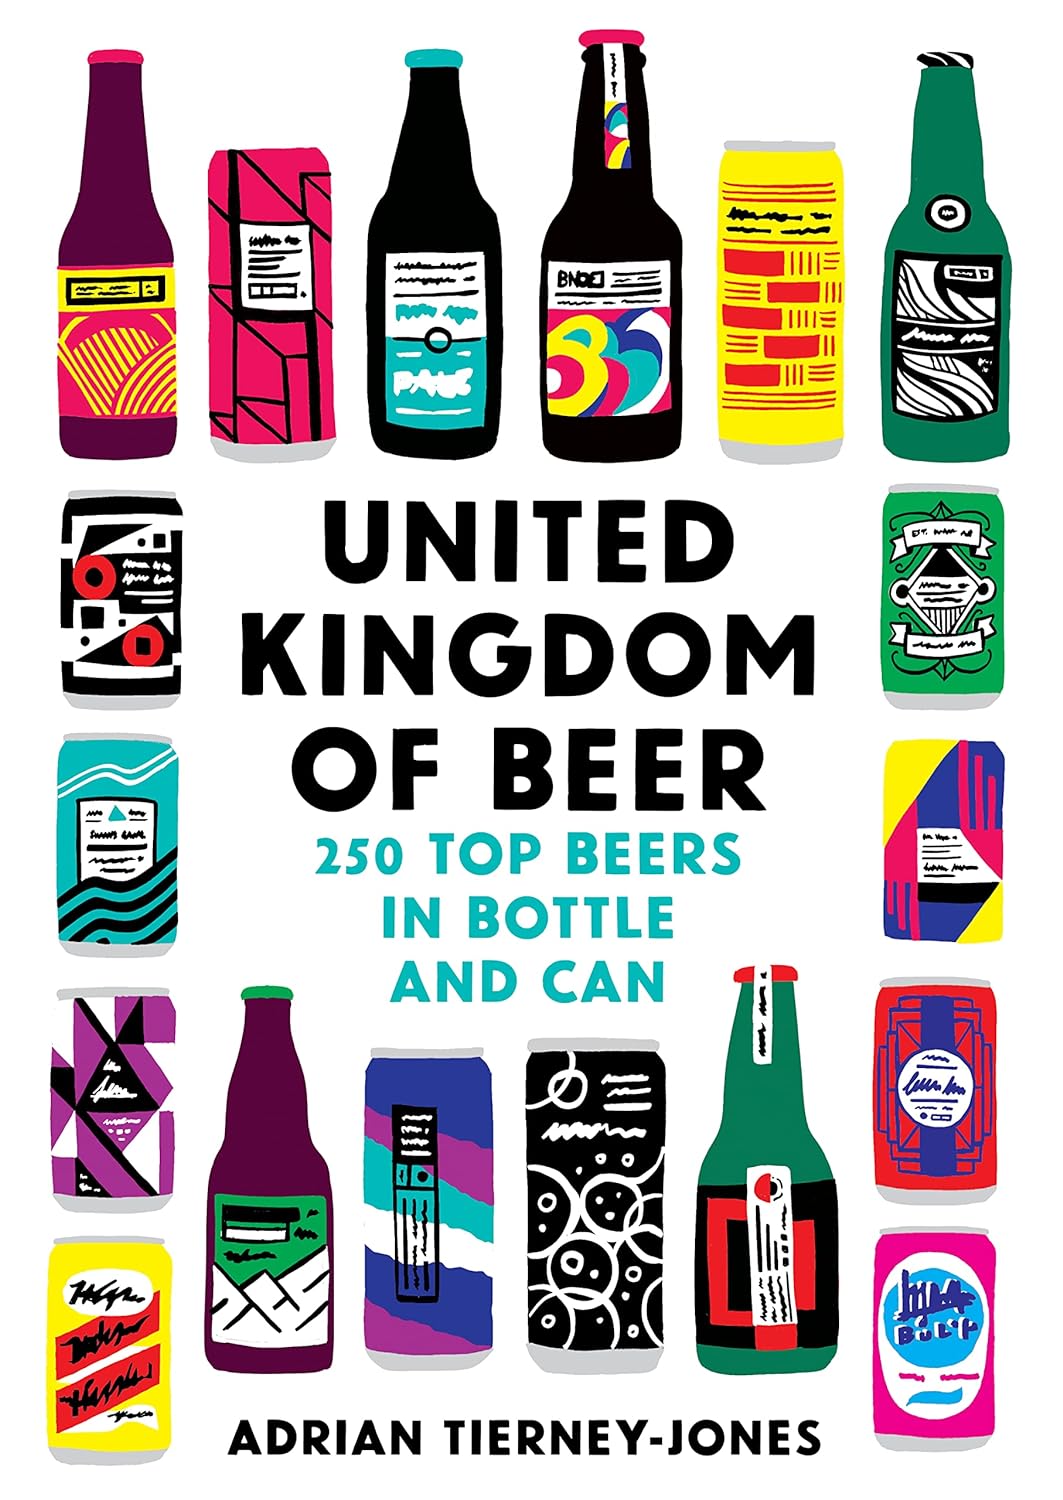 UNITED
KINGDOM
OF BEER
250 TOP BEERS
IN BOTTLE
AND CAN
ADRIAN TIERNEY-JONES